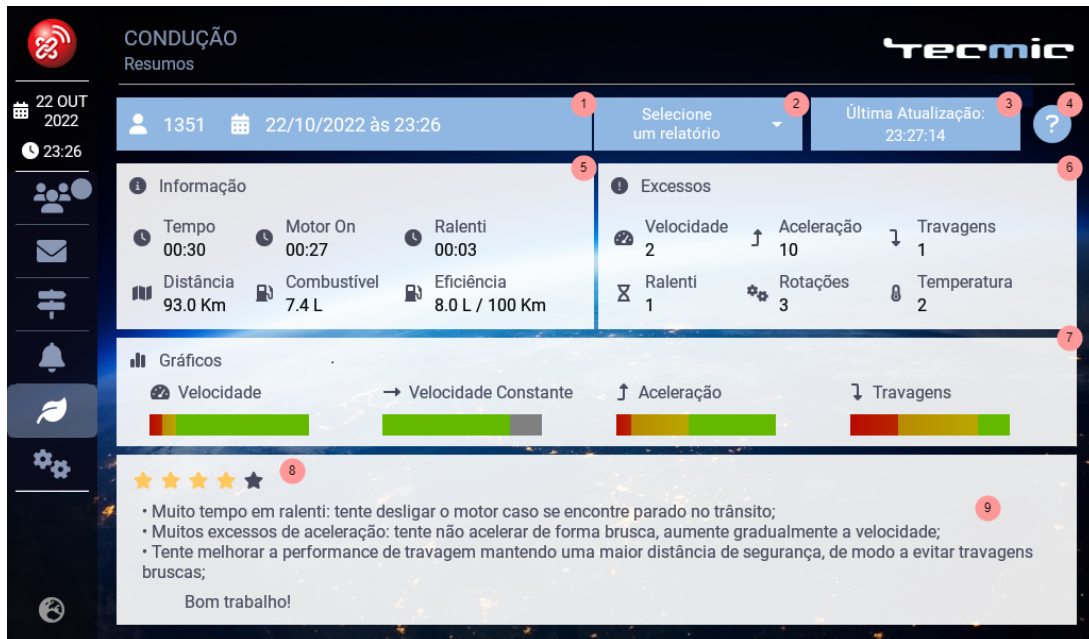 CONDUÇÃO
Resumos
Tecmic
22 OUT
2022
23:26
1351 22/10/2022 às 23:26
1
Selecione
um relatório
2
Última Atualização:
23:27:14
3
?
4
Informação
5
Tempo
00:30
Motor On
00:27
Ralenti
00:03
Distância
93.0 Km
Combustível
7.4 L
Eficiência
8.0 L / 100 Km
Excessos
6
Velocidade
2
Aceleração
10
Travagens
1
Ralenti
1
Rotações
3
Temperatura
2
Gráficos
7
Velocidade
Velocidade Constante
Aceleração
Travagens
8
9
• Muito tempo em ralenti: tente desligar o motor caso se encontre parado no trânsito;
• Muitos excessos de aceleração: tente não acelerar de forma brusca, aumente gradualmente a velocidade;
• Tente melhorar a performance de travagem mantendo uma maior distância de segurança, de modo a evitar travagens
bruscas;
Bom trabalho!